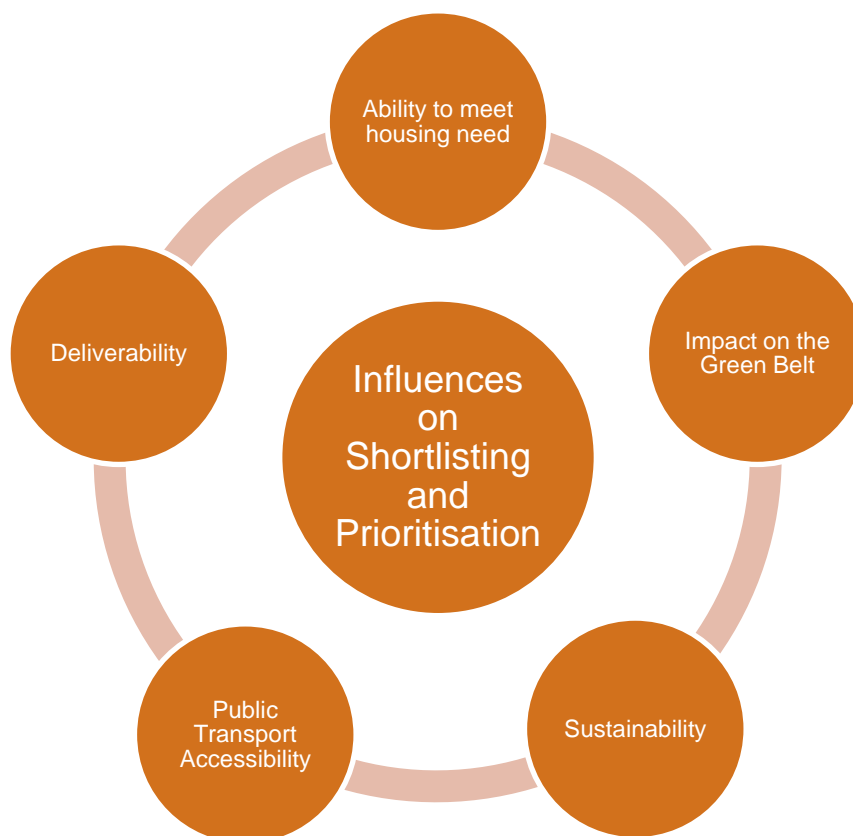 Ability to meet
housing need
Impact on the
Green Belt
Sustainability
Public
Transport
Accessibility
Deliverability
Influences
on
Shortlisting
and
Prioritisation